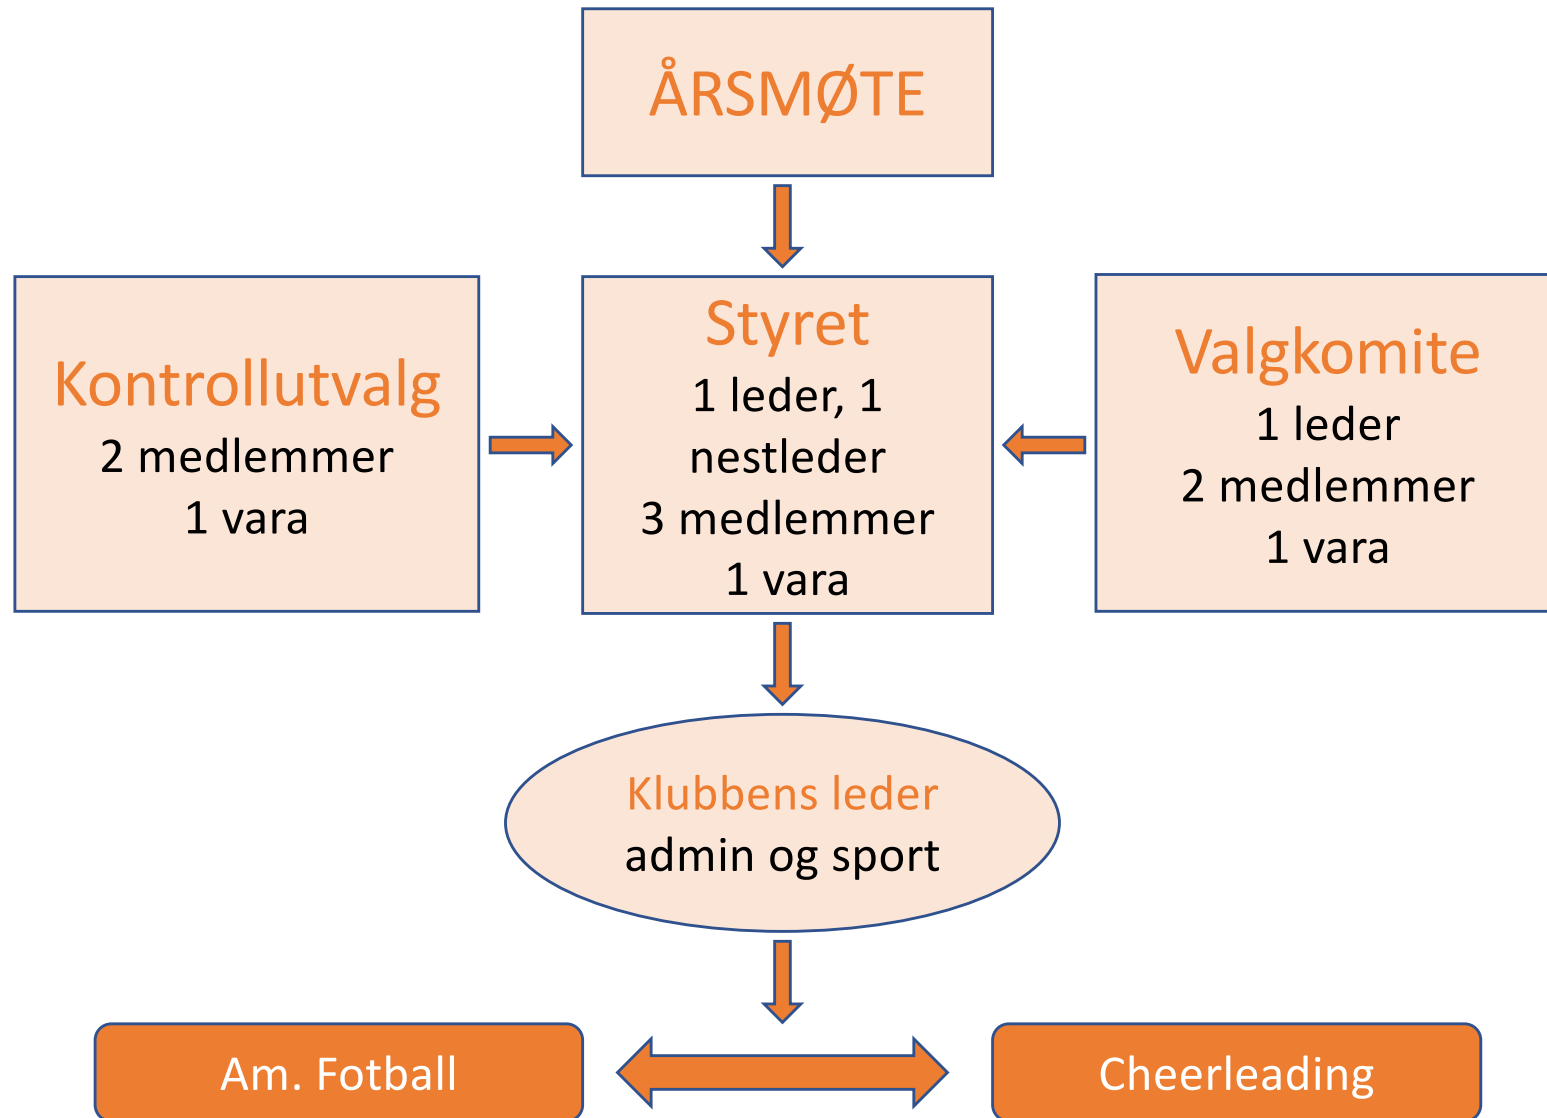 ÅRSMØTE
Kontrollutvalg
2 medlemmer
1 vara
Styret
1 leder, 1
nestleder
3 medlemmer
1 vara
Valgkomite
1 leder
2 medlemmer
1 vara
Klubbens leder
admin og sport
Am. Fotball
Cheerleading